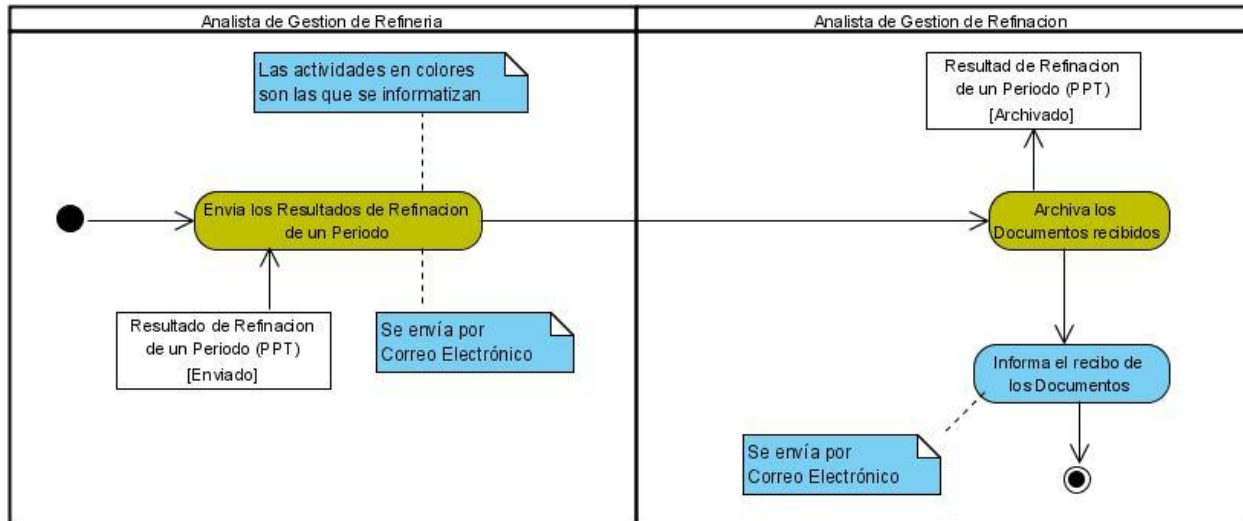 Analista de Gestion de Refineria
Analista de Gestion de Refinacion
Las actividades en colores
son las que se informatizan
Resultad de Refinacion
de un Periodo (PPT)
[Archivado]
Envia los Resultados de Refinacion
de un Periodo
Archiva los
Documentos recibidos
Resultado de Refinacion
de un Periodo (PPT)
[Enviado]
Se envía por
Correo Electrónico
Informa el recibo de
los Documentos
Se envía por
Correo Electrónico